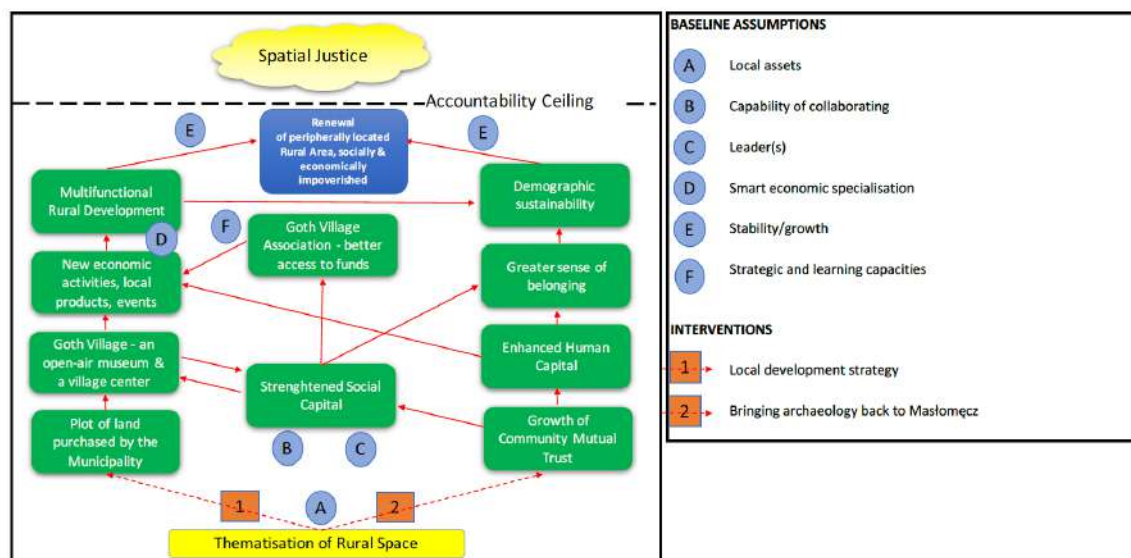 Spatial Justice
Accountability Ceiling
E
Renewal
of peripherally located
Rural Area, socially &
economically
impoverished
E
Multifunctional
Rural Development
Demographic
sustainability
D
F
Goth Village
Association - better
access to funds
New economic
activities, local
products, events
Greater sense of
belonging
Goth Village - an
open-air museum &
a village center
Strenghtened Social
Capital
Enhanced Human
Capital
Plot of land
purchased by the
Municipality
B
C
Growth of
Community Mutual
Trust
1
A
2
Thematisation of Rural Space
BASELINE ASSUMPTIONS
A Local assets
B Capability of collaborating
C Leader(s)
D Smart economic specialisation
E Stability/growth
F Strategic and learning capacities
INTERVENTIONS
1 Local development strategy
2 Bringing archaeology back to Masłomęcz